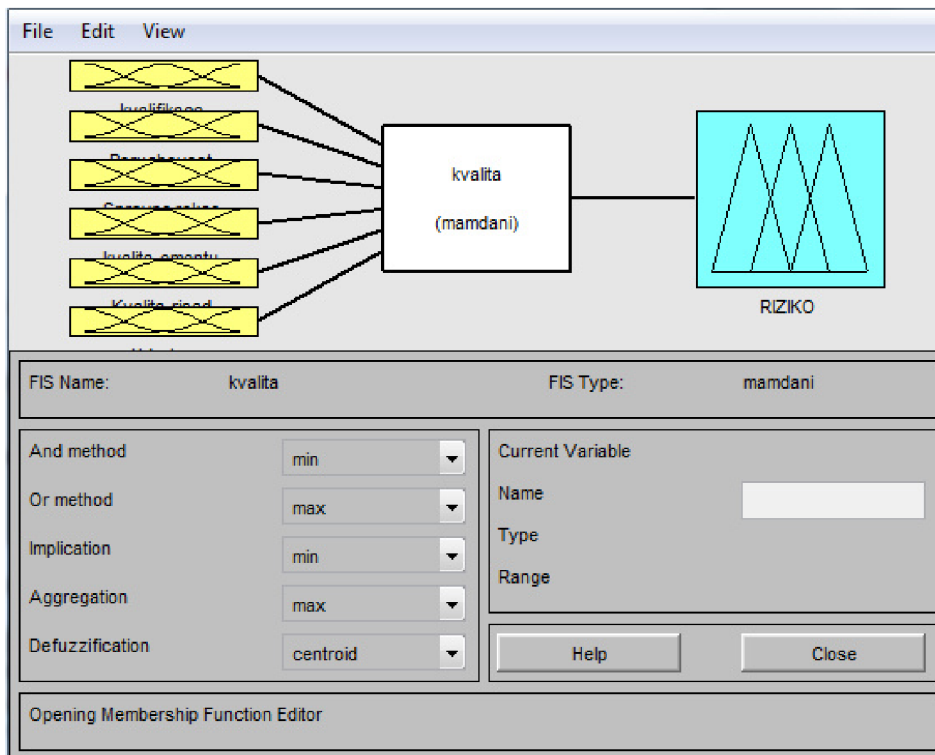 File Edit View
kvalita
(mamdani)
RIZIKO
FIS Name: kvalita FIS Type: mamdani
And method min
Or method max
Implication min
Aggregation max
Defuzzification centroid
Current Variable
Name
Type
Range
Help Close
Opening Membership Function Editor